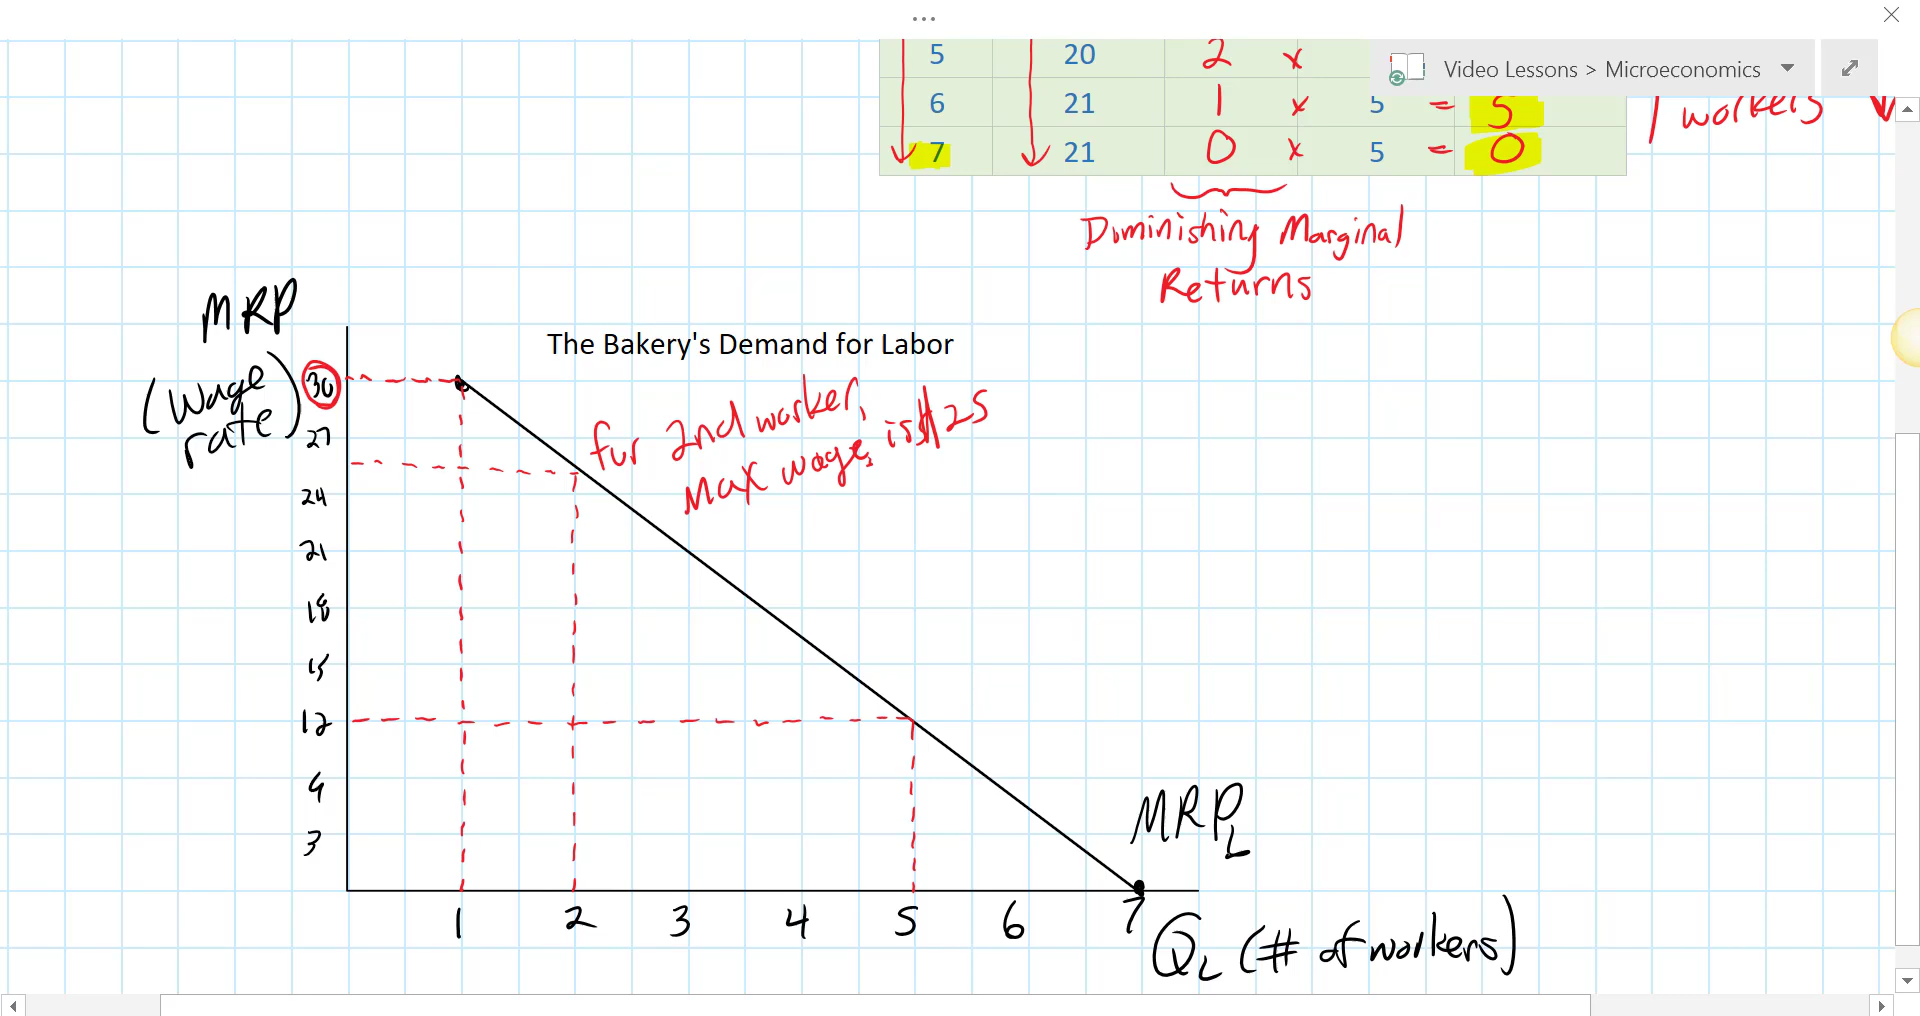 ...
5 20 2 x
Video Lessons > Microeconomics
6 21 1 x 5 = 5
workers
7 21 0 x 5 = 0
Diminishing Marginal
Returns
MRP
The Bakery's Demand for Labor
(Wage
rate)
30
27
24
21
18
15
12
9
3
for 2nd worker,
max wage is $25
MRP L
1 2 3 4 5 6 7
QL (# of workers)